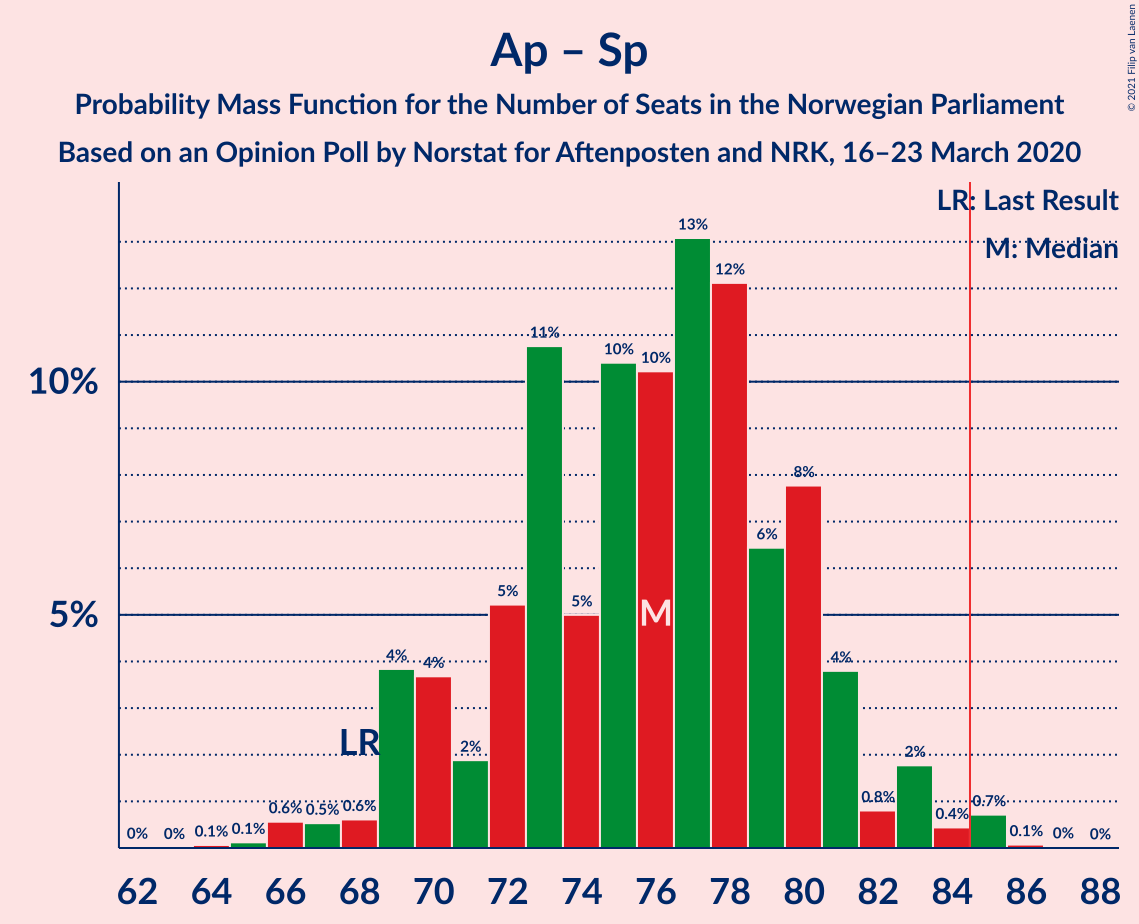 Ap – Sp
Probability Mass Function for the Number of Seats in the Norwegian Parliament
Based on an Opinion Poll by Norstat for Aftenposten and NRK, 16–23 March 2020
© 2021 Filip van Laenen
LR: Last Result
M: Median
10%
5%
0% 0% 0.1% 0.1% 0.6% 0.5% 0.6% 4% 4% 2% 5% 11% 5% 10% 10% 13% 12% 6% 8% 4% 0.8% 2% 0.4% 0.7% 0.1% 0% 0%
LR
M
62 64 66 68 70 72 74 76 78 80 82 84 86 88